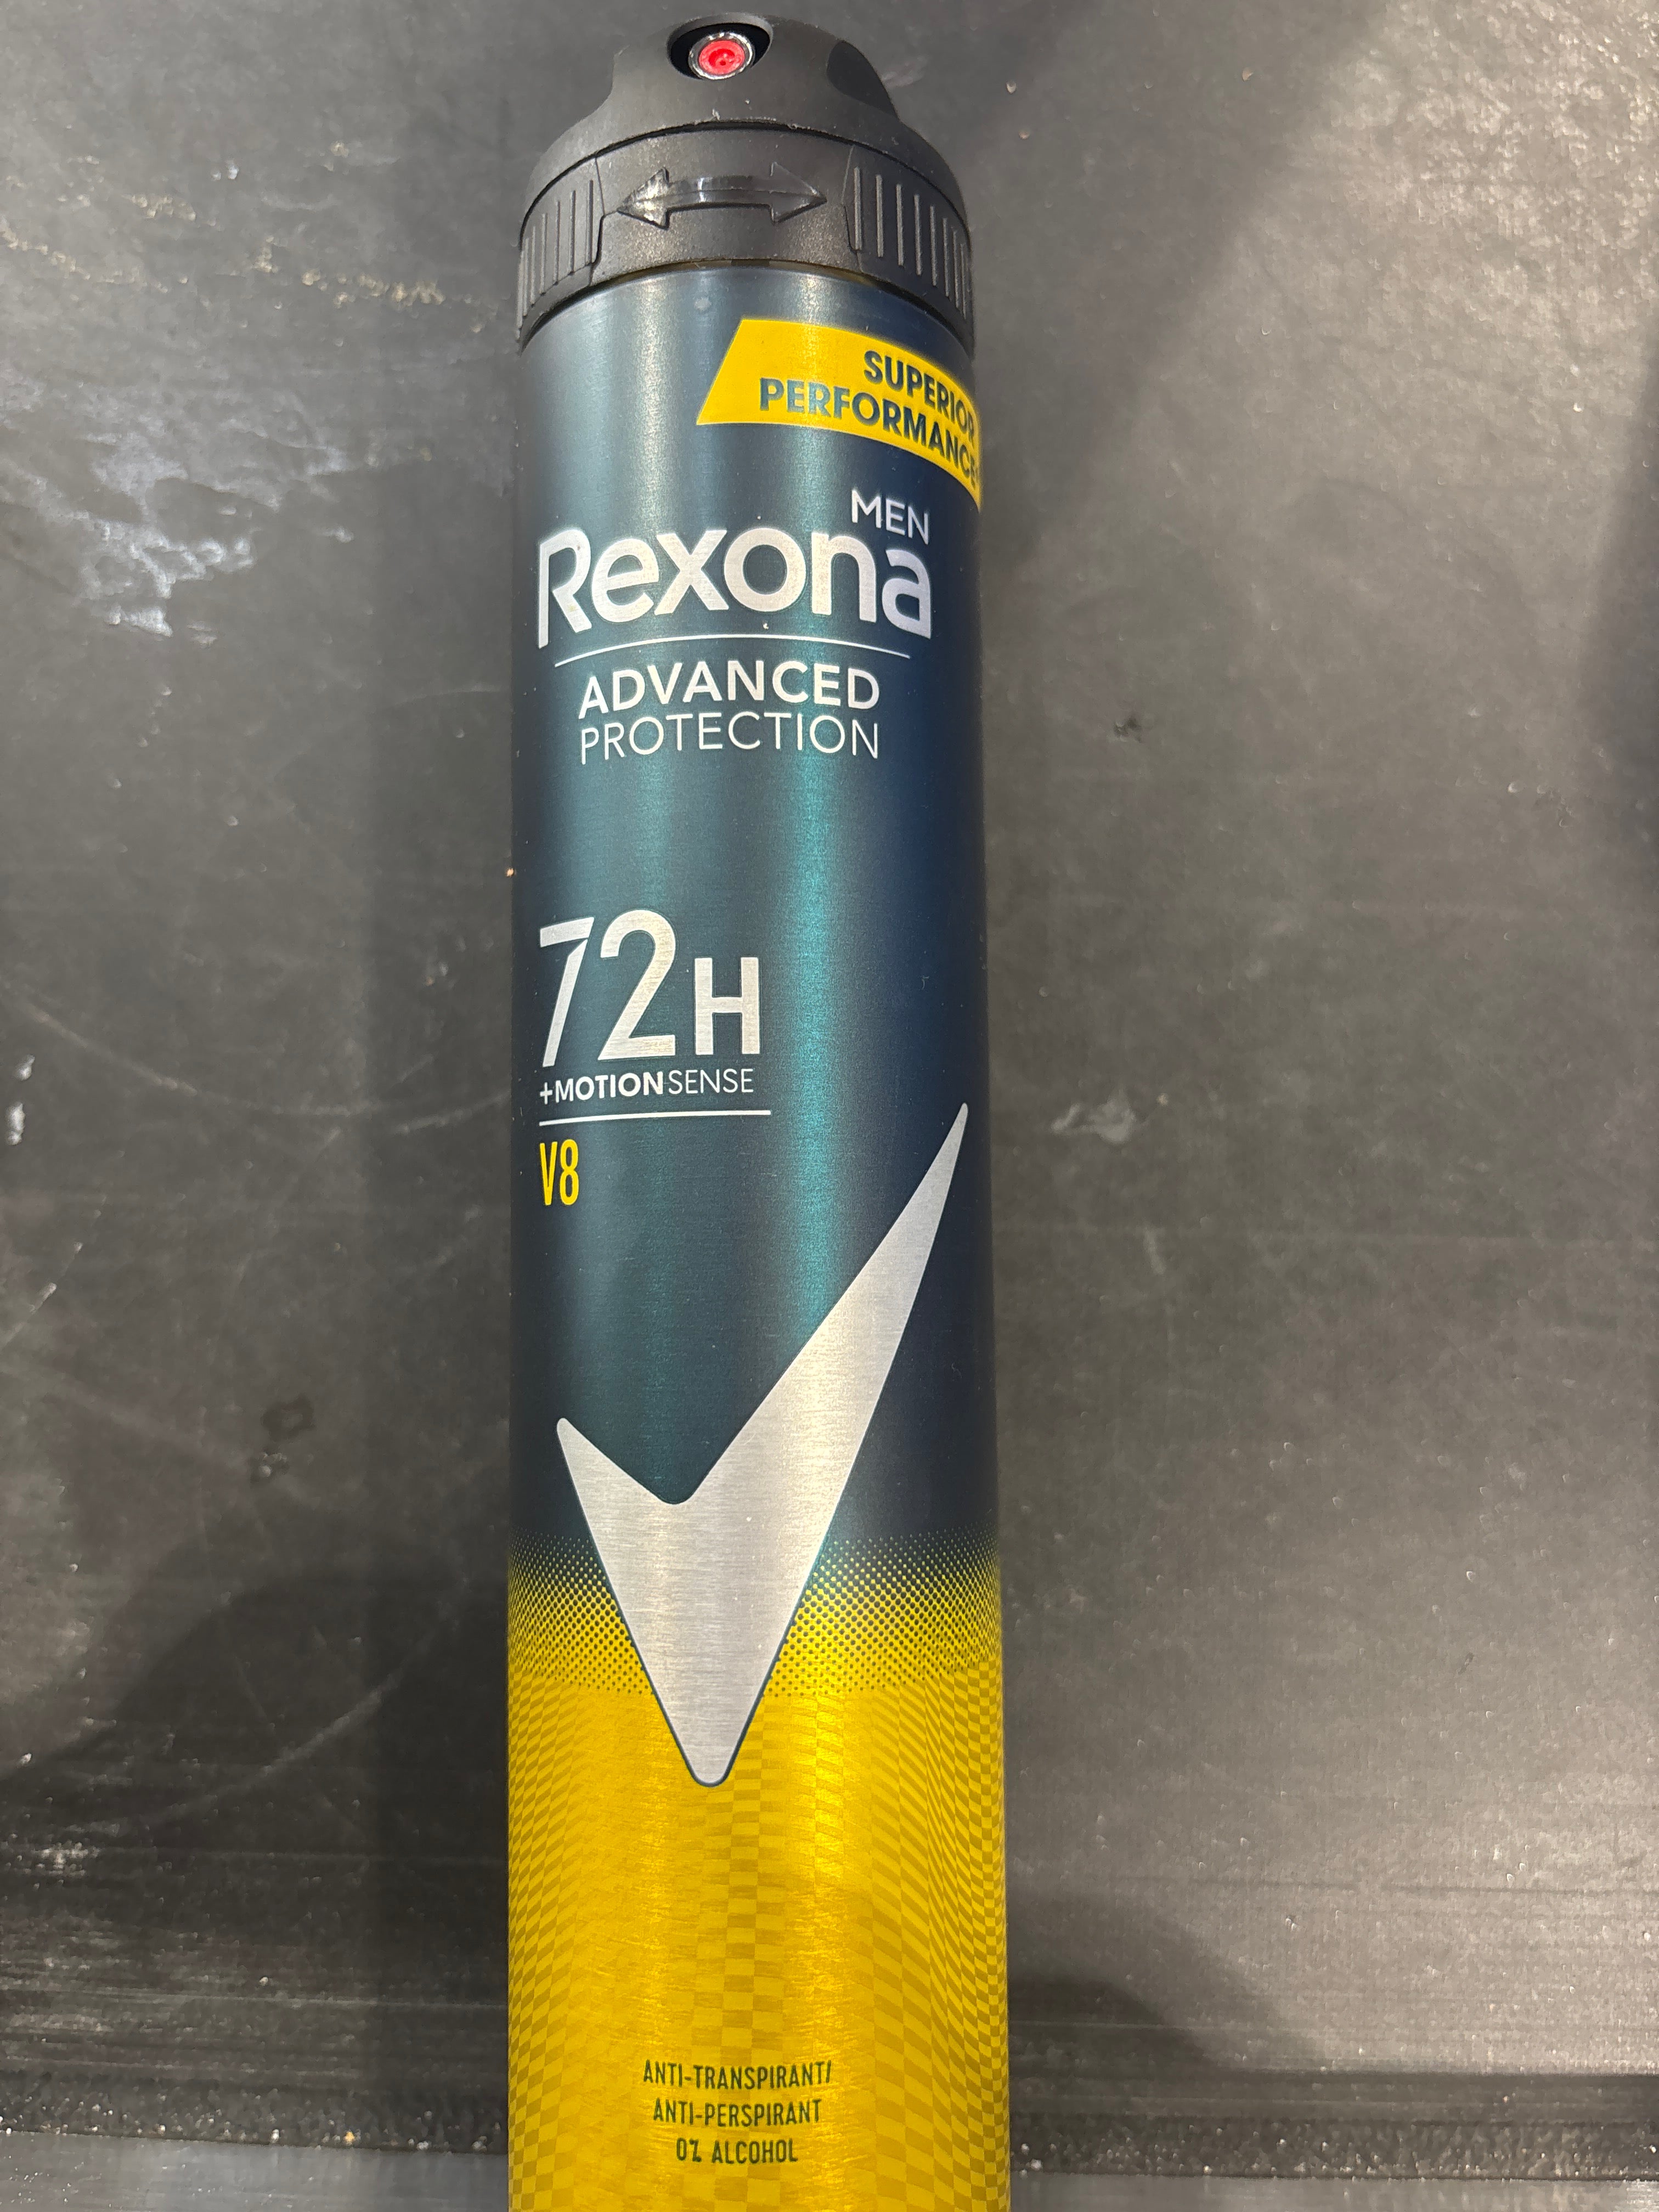 SUPERIOR
PERFORMANCE
MEN
Rexona
ADVANCED
PROTECTION
72H
+MOTIONSENSE
V8
ANTI-TRANSPIRANT/
ANTI-PERSPIRANT
0% ALCOHOL